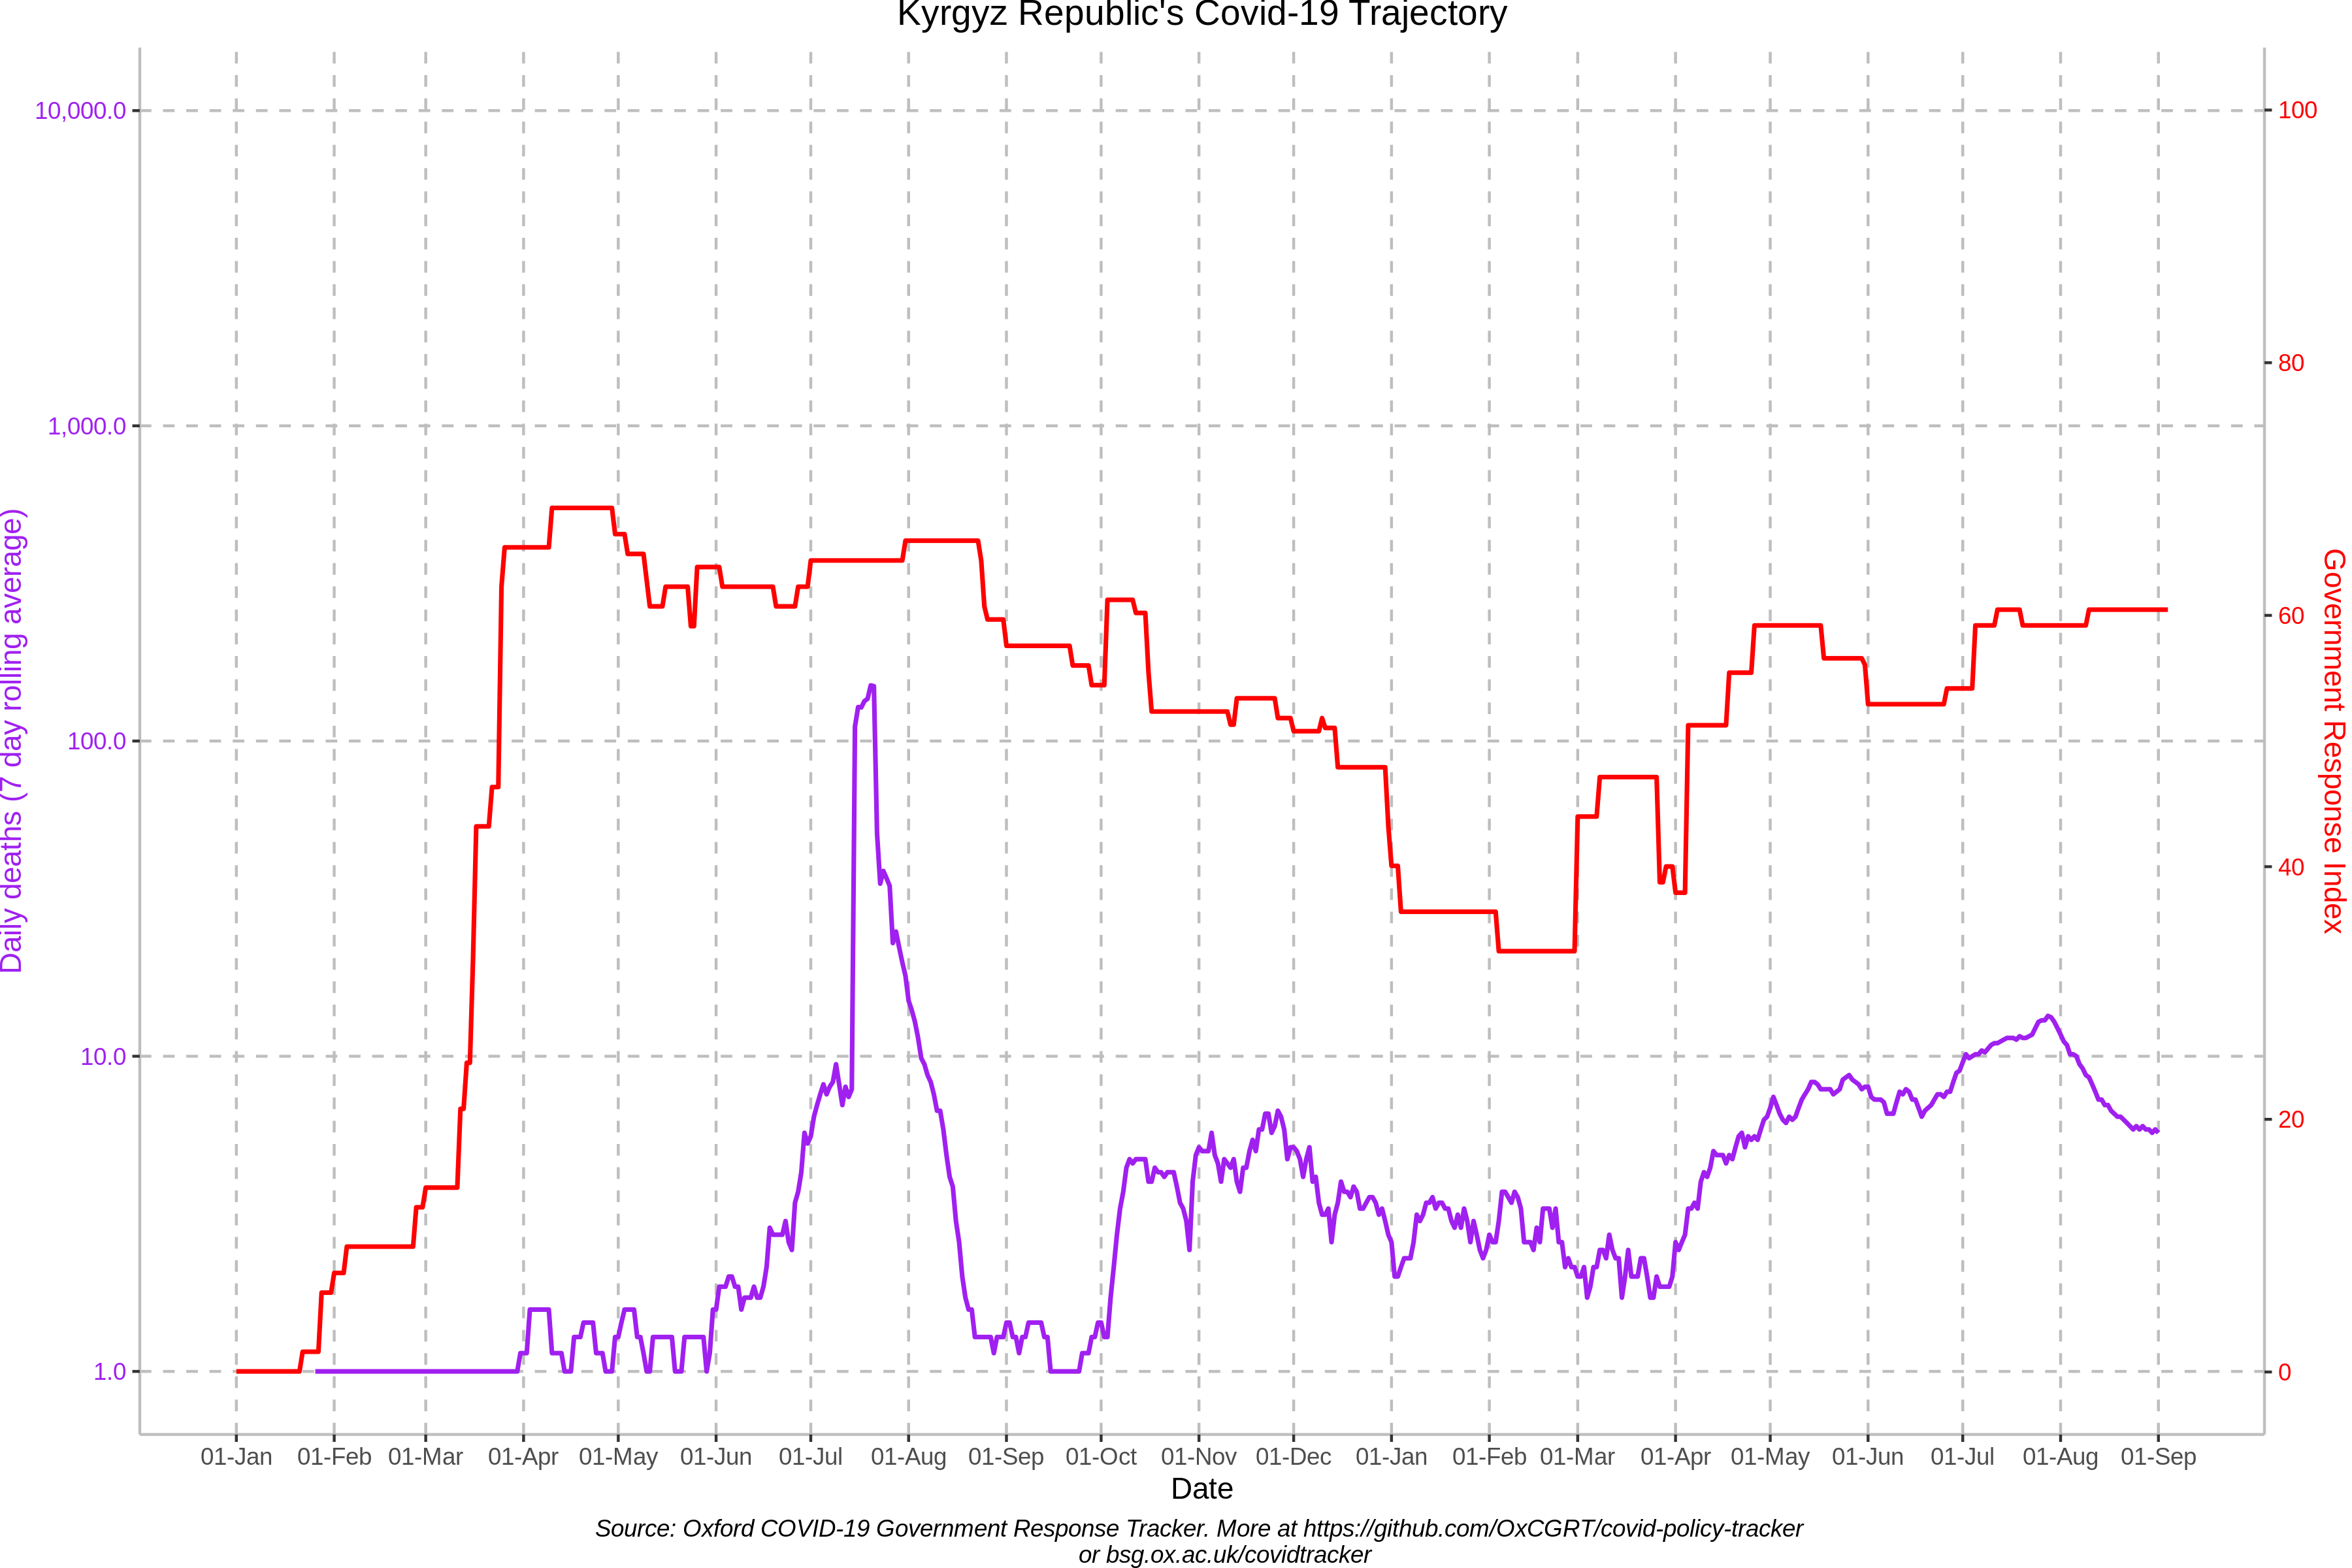 Kyrgyz Republic's Covid-19 Trajectory
10,000.0
1,000.0
100.0
10.0
1.0
Daily deaths (7 day rolling average)
100
80
60
40
20
0
Government Response Index
01-Jan 01-Feb 01-Mar 01-Apr 01-May 01-Jun 01-Jul 01-Aug 01-Sep 01-Oct 01-Nov 01-Dec 01-Jan 01-Feb 01-Mar 01-Apr 01-May 01-Jun 01-Jul 01-Aug 01-Sep
Date
Source: Oxford COVID-19 Government Response Tracker. More at https://github.com/OxCGRT/covid-policy-tracker
or bsg.ox.ac.uk/covidtracker